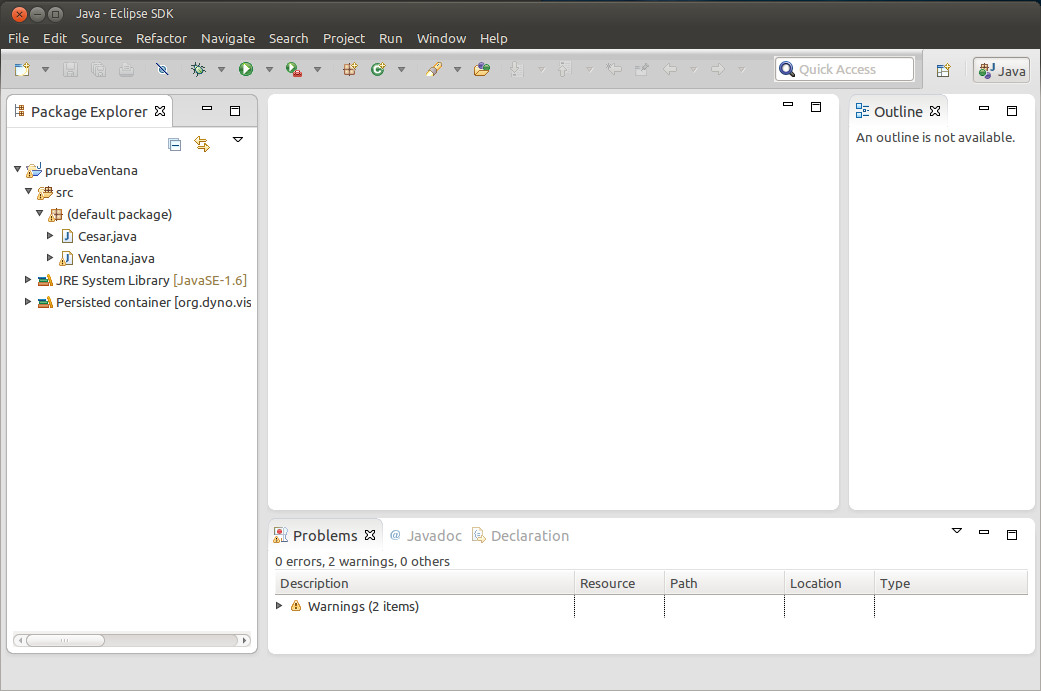 Java - Eclipse SDK
File Edit Source Refactor Navigate Search Project Run Window Help
Quick Access Java
Package Explorer
pruebaVentana
src
(default package)
Cesar.java
Ventana.java
JRE System Library [JavaSE-1.6]
Persisted container [org.dyno.vis
Outline
An outline is not available.
Problems @ Javadoc Declaration
0 errors, 2 warnings, 0 others
Description Resource Path Location Type
Warnings (2 items)